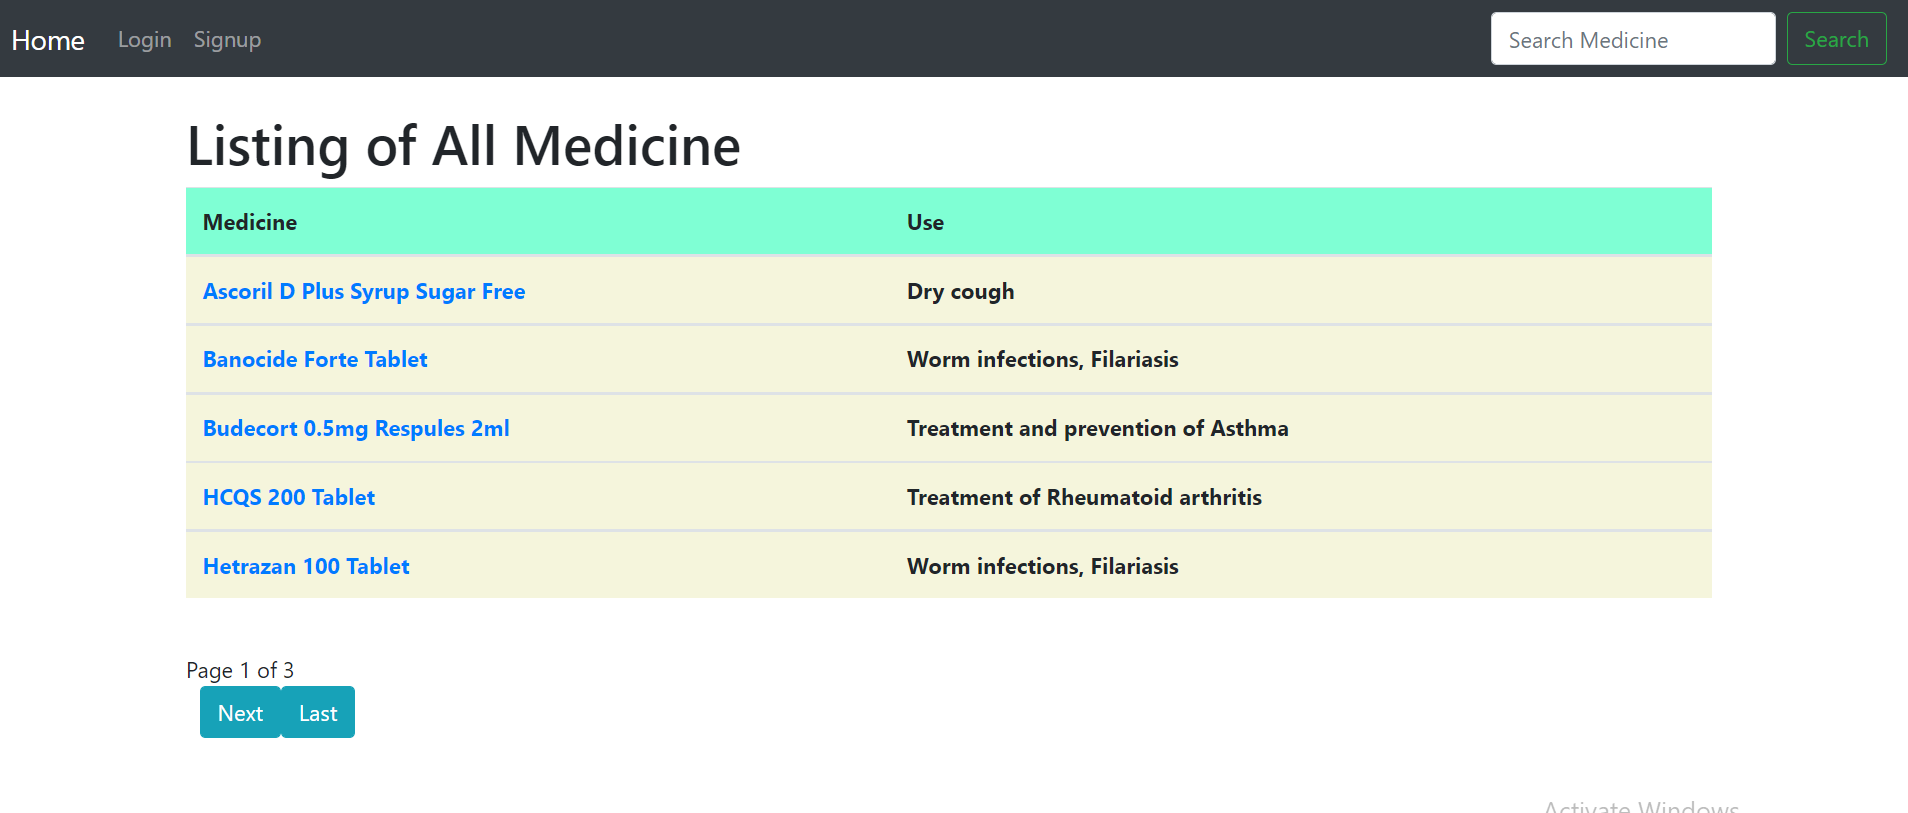 Home Login Signup Search Medicine Search
Listing of All Medicine
Medicine Use
Ascoril D Plus Syrup Sugar Free Dry cough
Banocide Forte Tablet Worm infections, Filariasis
Budecort 0.5mg Respules 2ml Treatment and prevention of Asthma
HCQS 200 Tablet Treatment of Rheumatoid arthritis
Hetrazan 100 Tablet Worm infections, Filariasis
Page 1 of 3
Next Last
Activate Windows